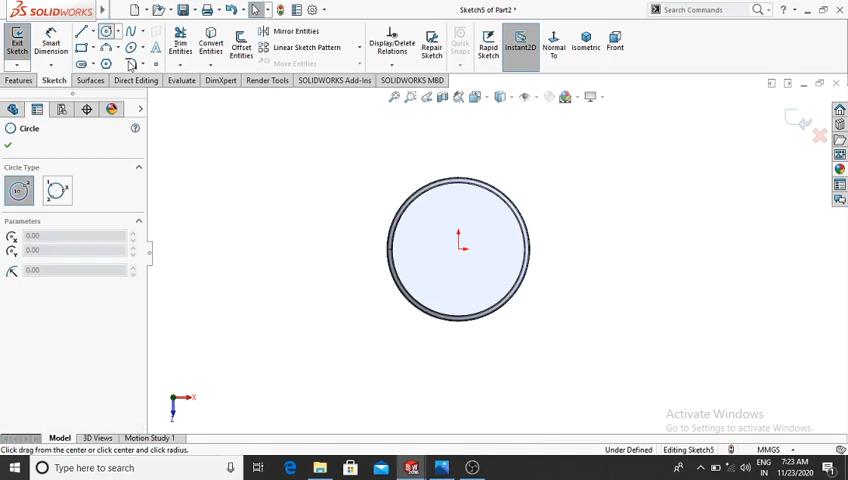 SOLIDWORKS
Sketch5 of Part2 *
Search Commands
Exit Sketch
Smart Dimension
Trim Entities
Convert Entities
Offset Entities
Mirror Entities
Linear Sketch Pattern
Move Entities
Display/Delete Relations
Repair Sketch
Quick Snaps
Rapid Sketch
Instant2D
Normal To
Isometric
Front
Features
Sketch
Surfaces
Direct Editing
Evaluate
DimXpert
Render Tools
SOLIDWORKS Add-Ins
SOLIDWORKS MBD
Circle
Circle Type
Parameters
0.00
0.00
0.00
X
Z
Activate Windows
Go to Settings to activate Windows.
Model
3D Views
Motion Study 1
Click drag from the center or click center and click radius.
Under Defined
Editing Sketch5
MMGS
Type here to search
ENG
IN
7:23 AM
11/23/2020